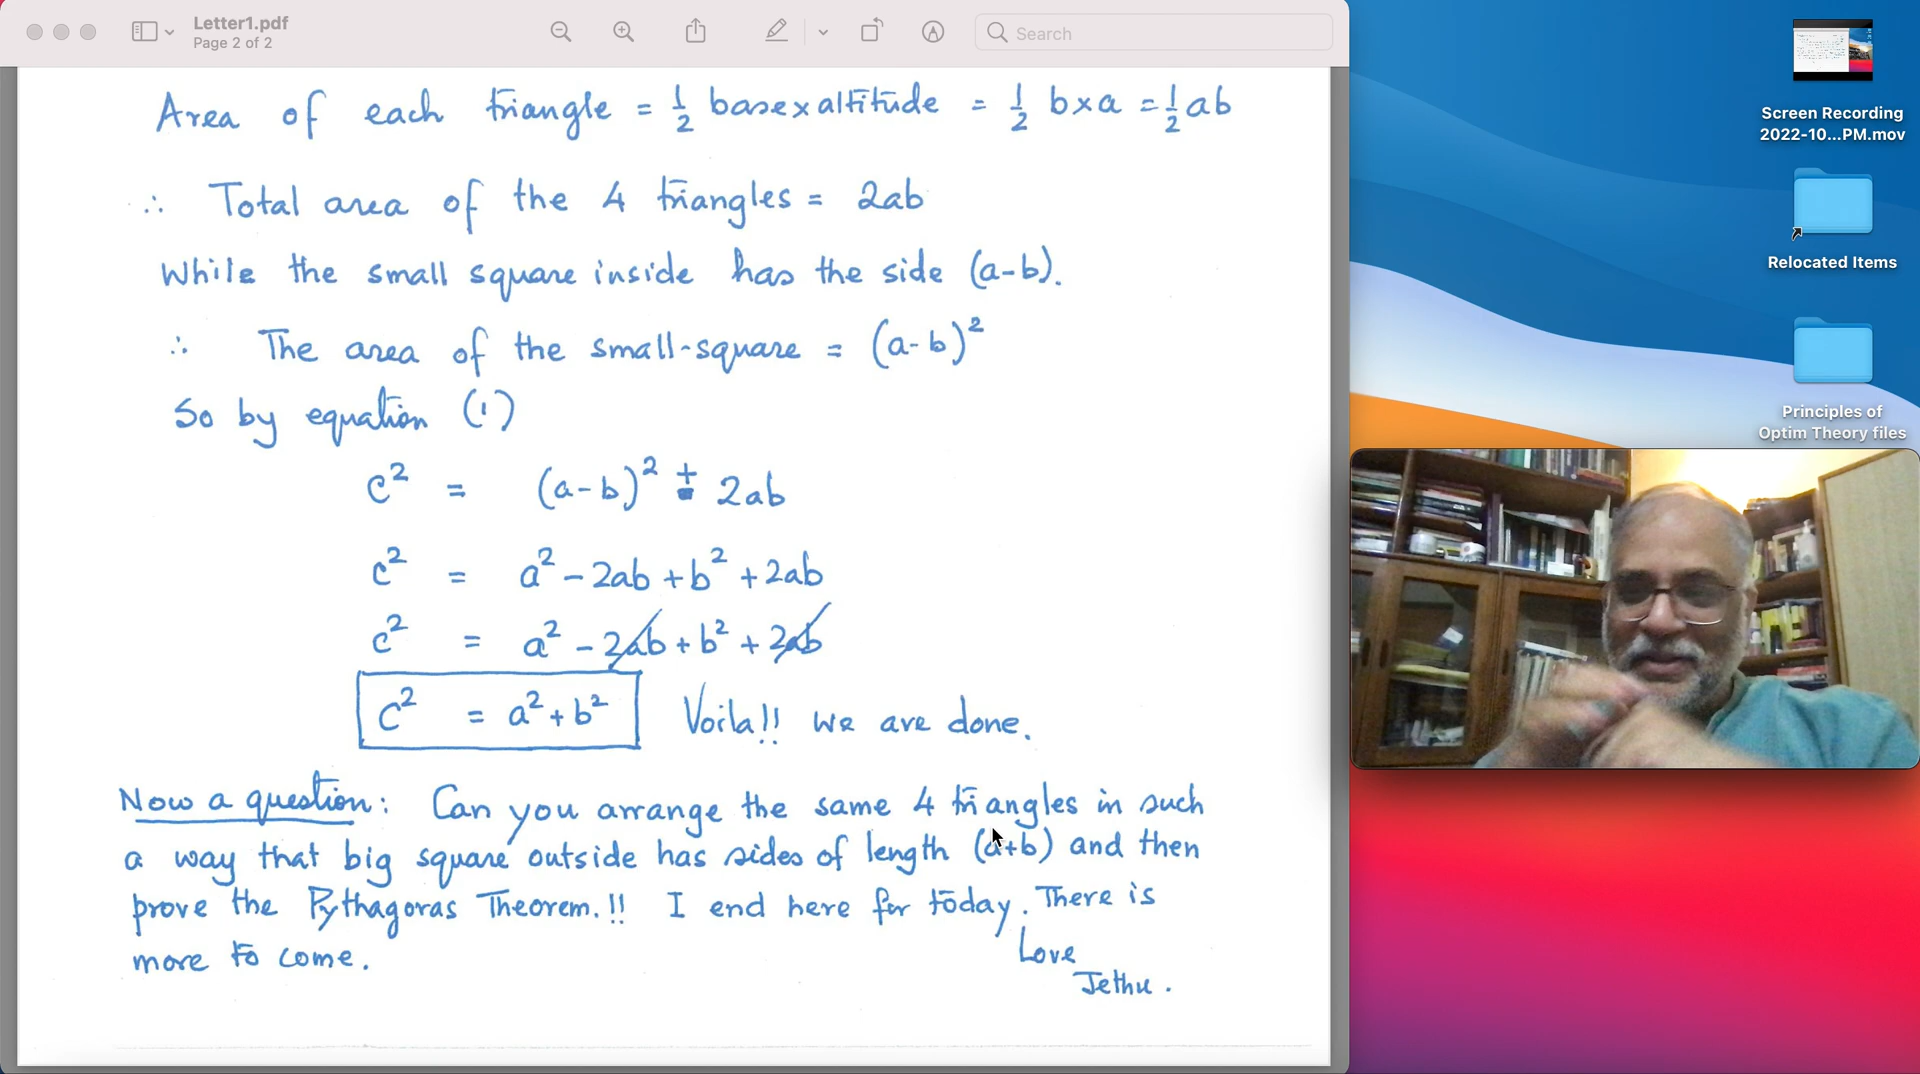 Letter1.pdf
Page 2 of 2
Search
Area of each triangle = 1/2 base x altitude = 1/2 b x a = 1/2 ab
∴ Total area of the 4 triangles = 2ab
While the small square inside has the side (a-b).
∴ The area of the small-square = (a-b)²
So by equation (1)
c² = (a-b)² + 2ab
c² = a² - 2ab + b² + 2ab
c² = a² - 2ab + b² + 2ab
c² = a² + b² Voila!! We are done.
Now a question: Can you arrange the same 4 triangles in such
a way that big square outside has sides of length (a+b) and then
prove the Pythagoras Theorem.!! I end here for today. There is
more to come.
Love
Jethu.
Screen Recording
2022-10...PM.mov
Relocated Items
Principles of
Optim Theory files